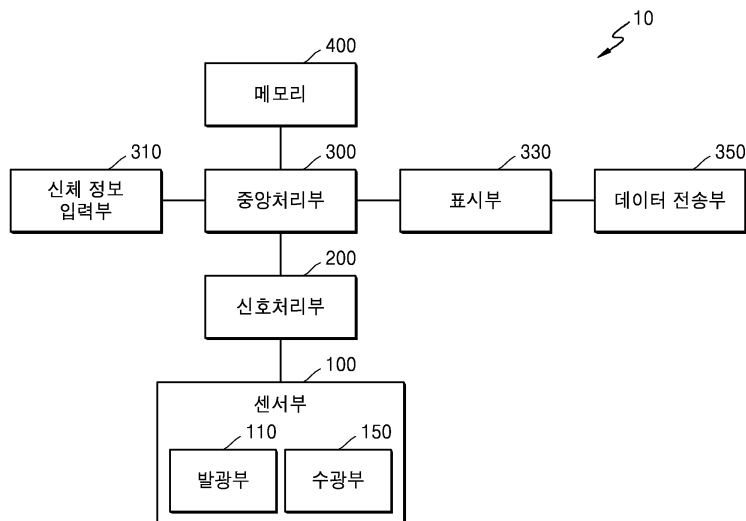 10
400
메모리
310
300
330
350
신체 정보
입력부
중앙처리부
표시부
데이터 전송부
200
신호처리부
100
센서부
110
150
발광부
수광부